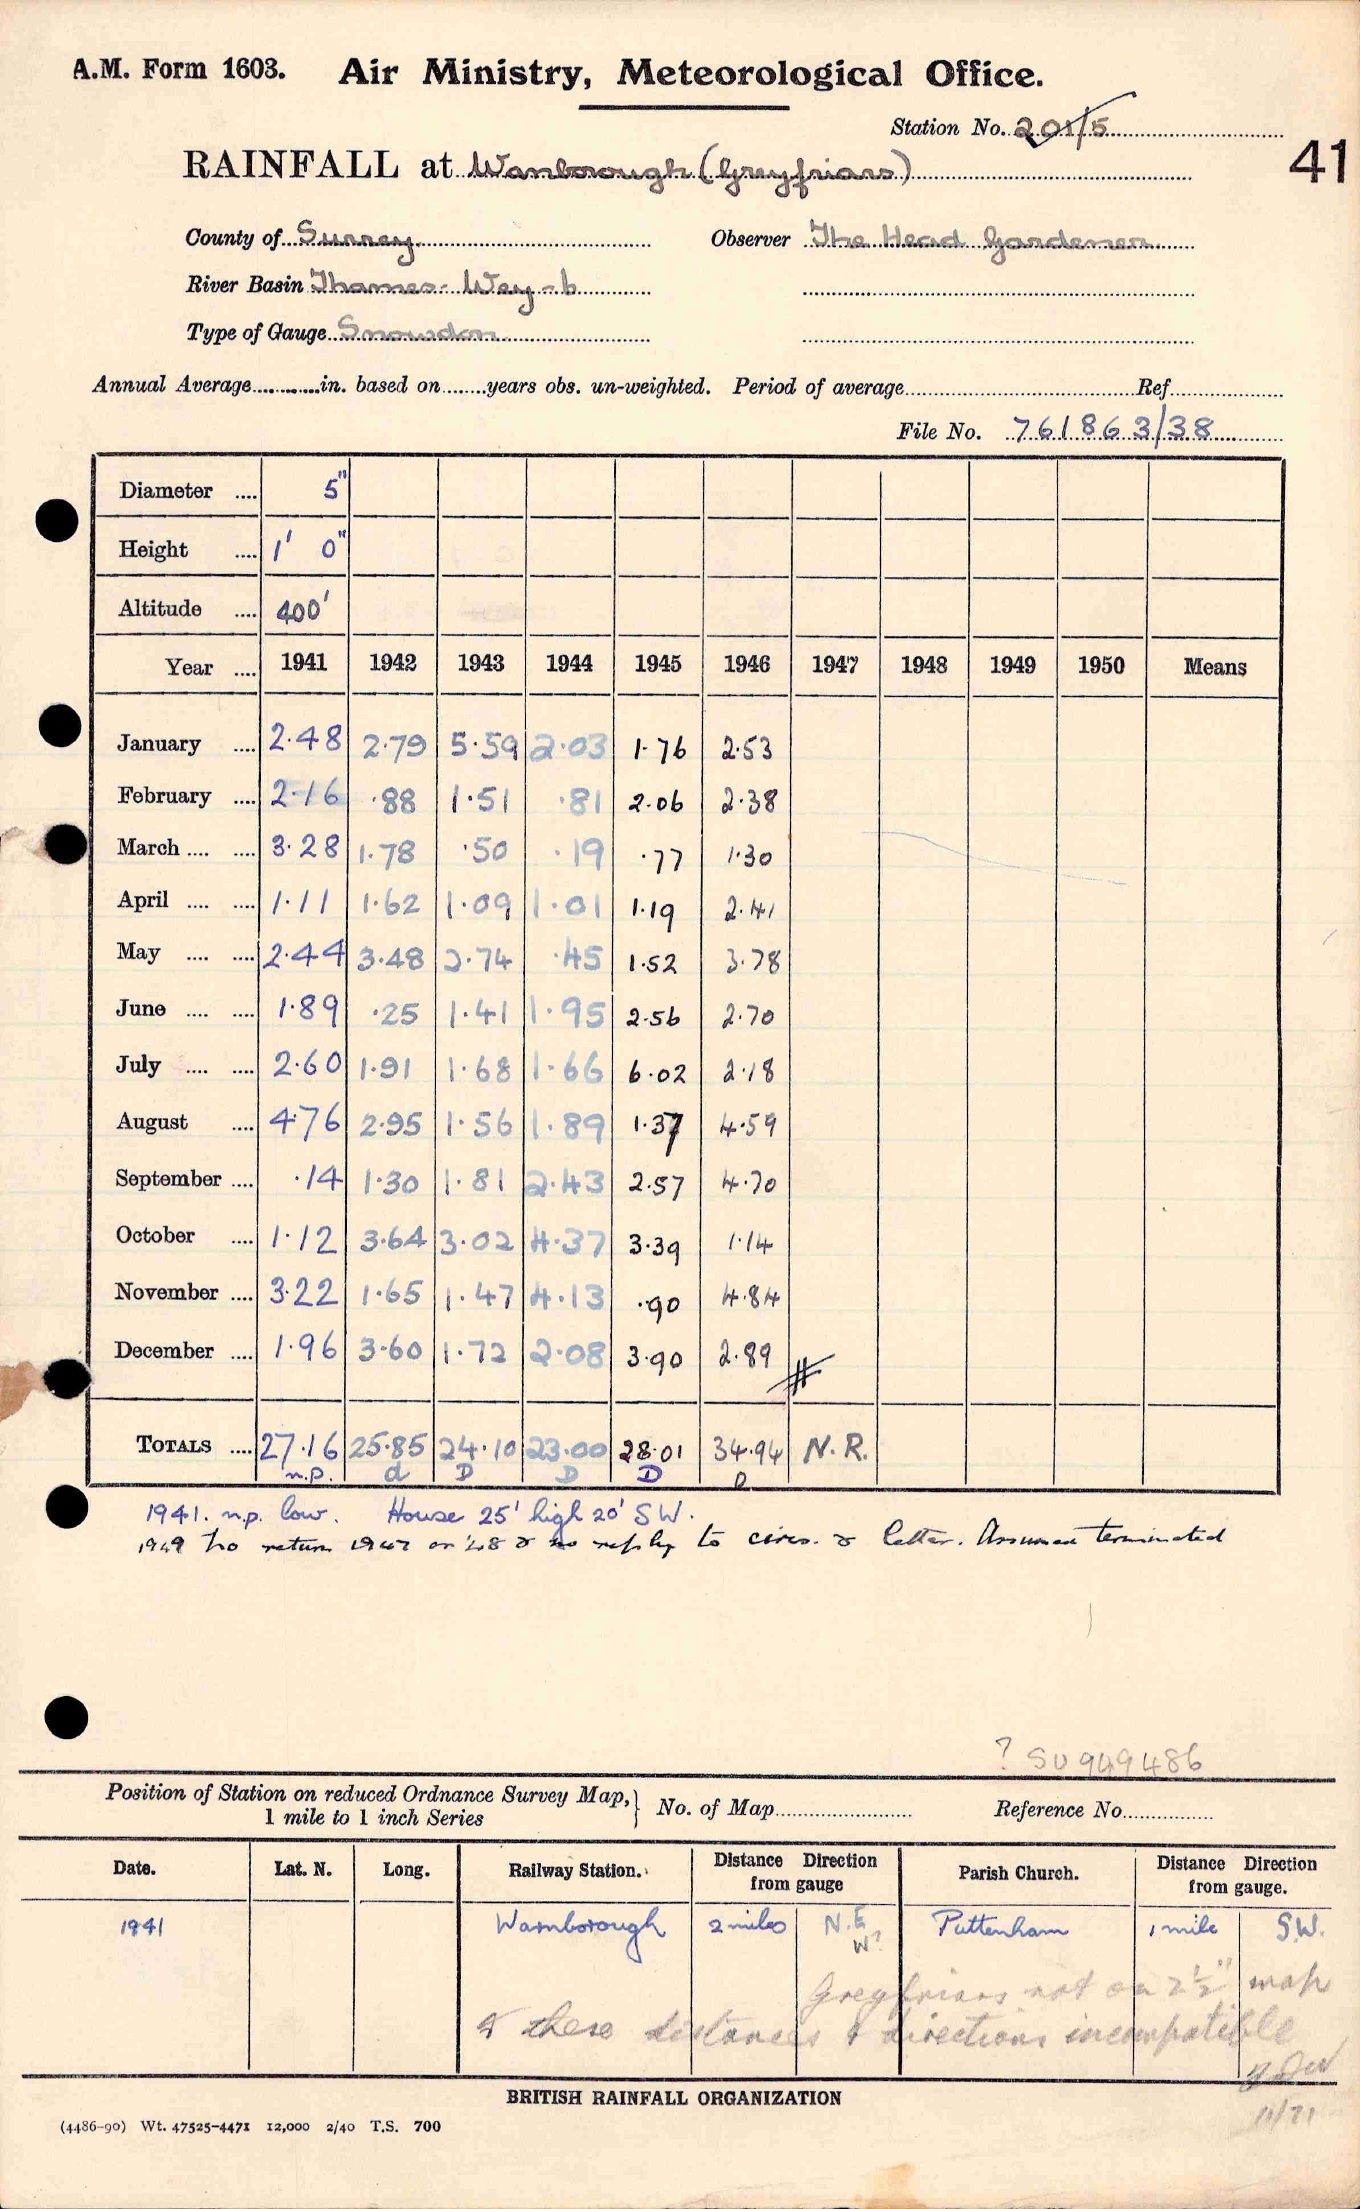 A.M. Form 1603. Air Ministry, Meteorological Office.
Station No. 201/5
41
RAINFALL at Wanborough (Greyfriars)
County of Surrey Observer The Head Gardener
River Basin Thames - Wey - b
Type of Gauge Snowdon
Annual Average............in. based on.......years obs. un-weighted. Period of average.......... Ref..........
File No. 761863/38
Diameter .... 5"
Height .... 1' 0"
Altitude .... 400'
Year .... 1941 1942 1943 1944 1945 1946 1947 1948 1949 1950 Means
January .... 2.48 2.79 5.59 2.03 1.76 2.53
February .... 2.16 .88 1.51 .81 2.06 2.38
March .... .... 3.28 1.78 .50 .19 .77 1.30
April .... .... 1.11 1.62 1.09 1.01 1.19 2.41
May .... .... 2.44 3.48 2.74 .45 1.52 3.78
June .... .... 1.89 .25 1.41 1.95 2.56 2.70
July .... .... 2.60 1.91 1.68 1.66 6.02 2.18
August .... 4.76 2.95 1.56 1.89 1.37 4.59
September .... .14 1.30 1.81 2.43 2.57 4.70
October .... 1.12 3.64 3.02 4.37 3.39 1.14
November .... 3.22 1.65 1.47 4.13 .90 4.84
December .... 1.96 3.60 1.72 2.08 3.90 2.89
TOTALS .... 27.16 25.85 24.10 23.00 28.01 34.94 N.R.
n.p. d D D D D
1941. n.p. low. House 25' high 20' SW.
1949 No return 1947 or '48 & no reply to circ. & letter. Assumed terminated
? SU 949486
Position of Station on reduced Ordnance Survey Map,} No. of Map.......... Reference No..........
1 mile to 1 inch Series
Date. Lat. N. Long. Railway Station. Distance Direction from gauge Parish Church. Distance Direction from gauge.
1941 Wanborough 2 miles N.E Puttenham 1 mile S.W.
W?
Greyfriars not on 2½" map
& these distances & directions incompatible
11/71
BRITISH RAINFALL ORGANIZATION
(4486-90) Wt. 47525-4471 12,000 2/40 T.S. 700